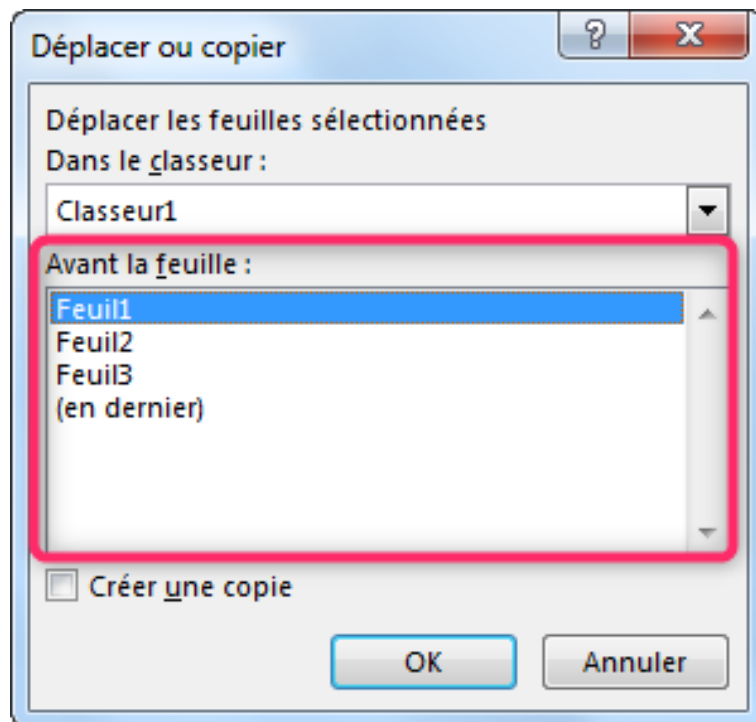 Déplacer ou copier
Déplacer les feuilles sélectionnées
Dans le classeur :
Classeur1
Avant la feuille :
Feuil1
Feuil2
Feuil3
(en dernier)
Créer une copie
OK
Annuler